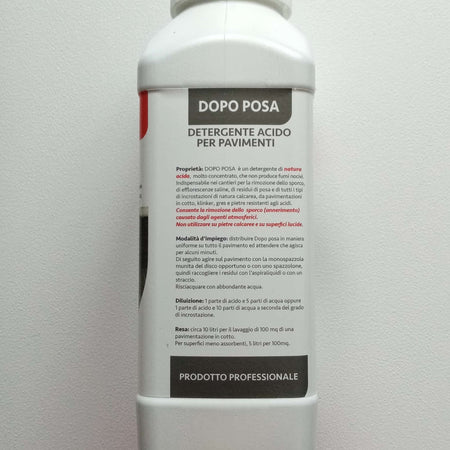 DOPO POSA
DETERGENTE ACIDO
PER PAVIMENTI
Proprietà: DOPO POSA è un detergente di natura
acida, molto concentrato, che non produce fumi nocivi.
Indispensabile nei cantieri per la rimozione dello sporco,
di efflorescenze saline, di residui di posa e di tutti i tipi
di incrostazioni di natura calcarea, da pavimentazioni
in cotto, klinker, gres e pietre resistenti agli acidi.
Consente la rimozione dello sporco (annerimento)
causato dagli agenti atmosferici.
Non utilizzare su pietre calcaree e su superfici lucide.
Modalità d'impiego: distribuire Dopo posa in maniera
uniforme su tutto il pavimento ed attendere che agisca
per alcuni minuti.
Di seguito agire sul pavimento con la monospazzola
munita del disco opportuno o con uno spazzolone,
quindi raccogliere i residui con l'aspiraliquidi o con uno
straccio.
Risciacquare con abbondante acqua.
Diluizione: 1 parte di acido e 5 parti di acqua oppure
1 parte di acido e 10 parti di acqua a seconda del grado
di incrostazione.
Resa: circa 10 litri per il lavaggio di 100 mq di una
pavimentazione in cotto.
Per superfici meno assorbenti, 5 litri per 100mq.
PRODOTTO PROFESSIONALE